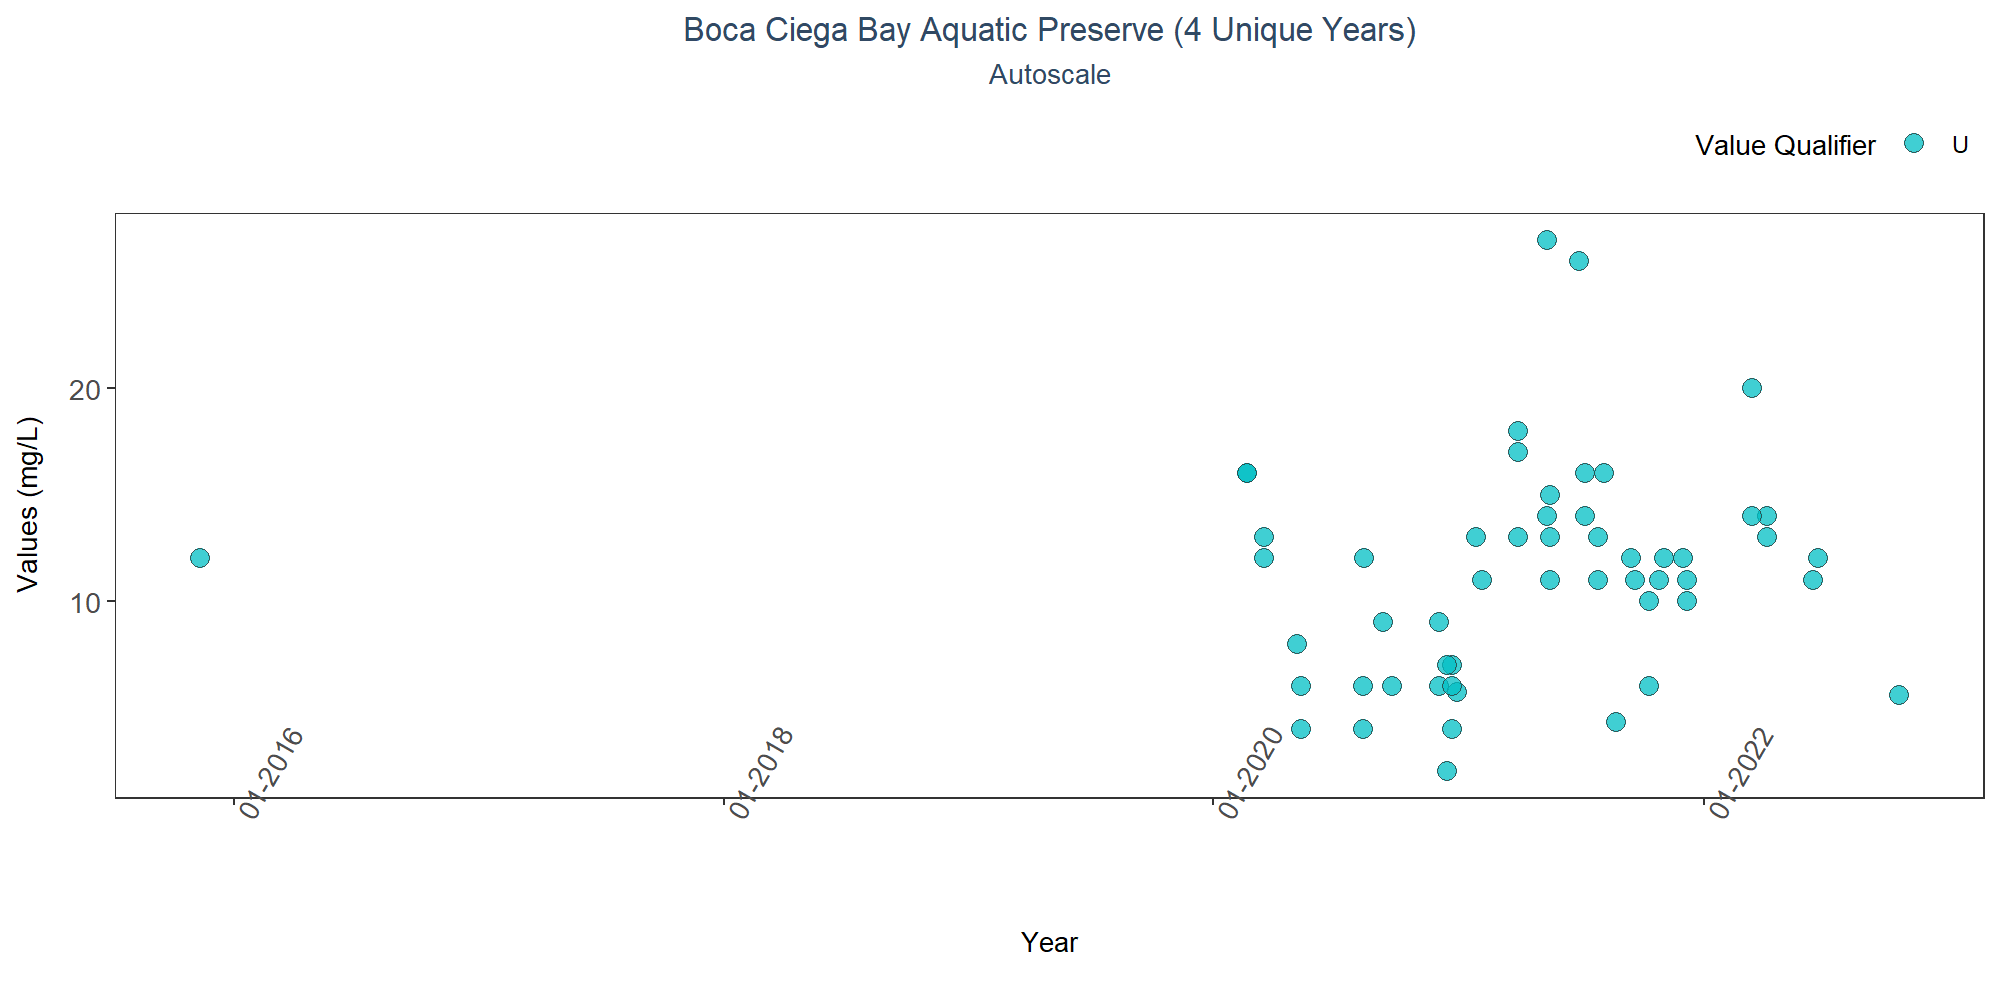 Boca Ciega Bay Aquatic Preserve (4 Unique Years)
Autoscale
Value Qualifier U
Values (mg/L)
20
10
01-2016
01-2018
01-2020
01-2022
Year